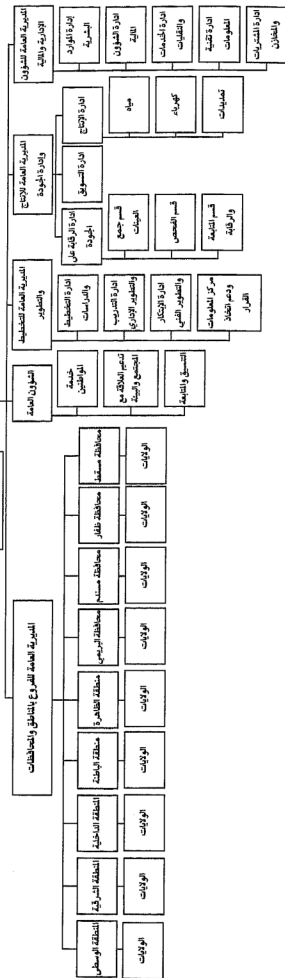 المديرية العامة للشؤون
الإدارية والمالية
إدارة الموارد
البشرية
إدارة الشؤون
المالية
إدارة الخدمات
والنقليات
إدارة تقنية
المعلومات
إدارة المشتريات
والمخازن
المديرية العامة للإنتاج
وإدارة الجودة
إدارة الإنتاج
مياه
كهرباء
تمديدات
إدارة التسويق
إدارة الرقابة على
الجودة
قسم جمع
العينات
قسم الفحص
قسم المتابعة
والرقابة
المديرية العامة للتخطيط
والتطوير
إدارة التخطيط
والدراسات
إدارة التدريب
والتطوير الإداري
إدارة الابتكار
والتطوير الفني
مركز المعلومات
ودعم اتخاذ
القرار
الشؤون العامة
خدمة
المواطنين
تدعيم العلاقة مع
المجتمع والبيئة
التنسيق والمتابعة
المديرية العامة للفروع بالمناطق والمحافظات
محافظة مسقط
الولايات
محافظة ظفار
الولايات
محافظة مسندم
الولايات
محافظة البريمي
الولايات
منطقة الظاهرة
الولايات
منطقة الباطنة
الولايات
المنطقة الداخلية
الولايات
المنطقة الشرقية
الولايات
المنطقة الوسطى
الولايات